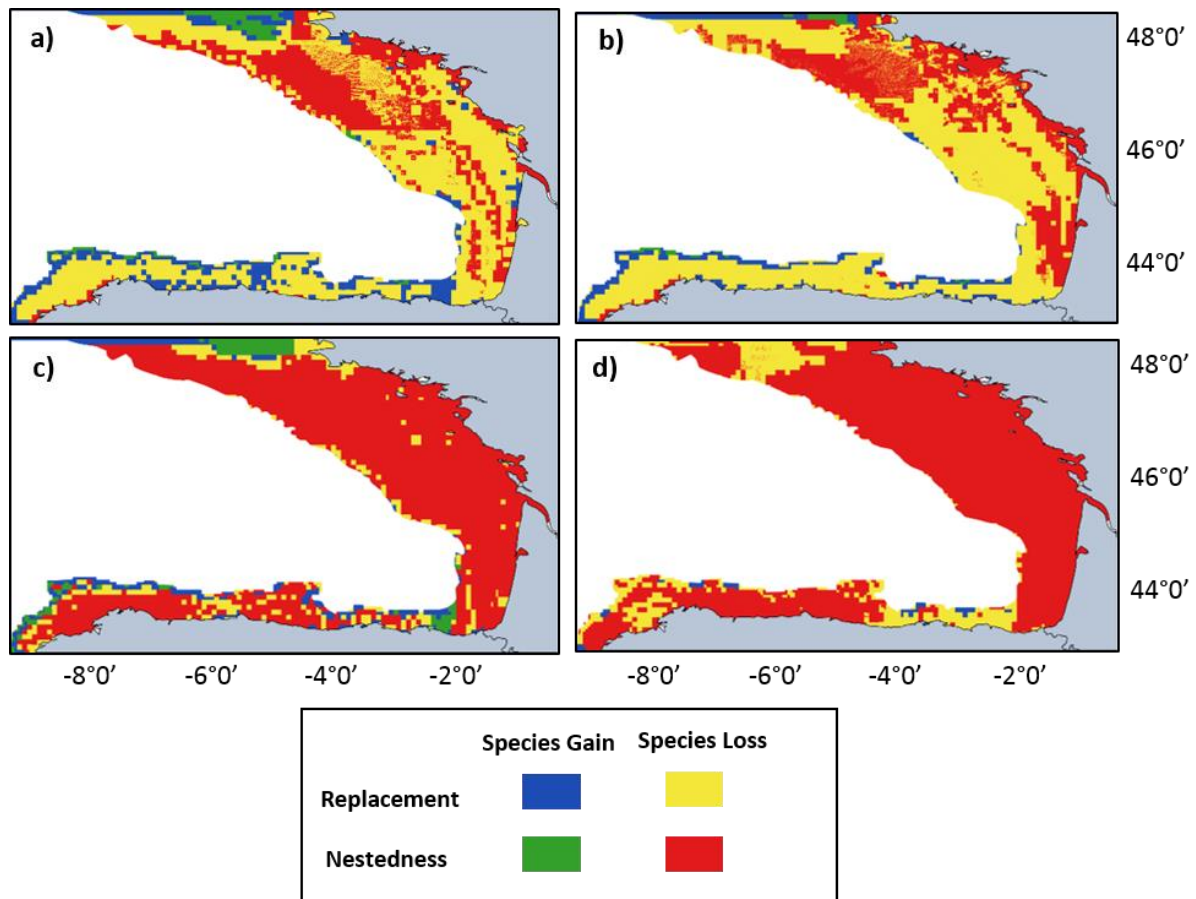 a)
b)
48°0’
46°0’
44°0’
c)
d)
48°0’
46°0’
44°0’
-8°0’ -6°0’ -4°0’ -2°0’ -8°0’ -6°0’ -4°0’ -2°0’
Species Gain Species Loss
Replacement
Nestedness